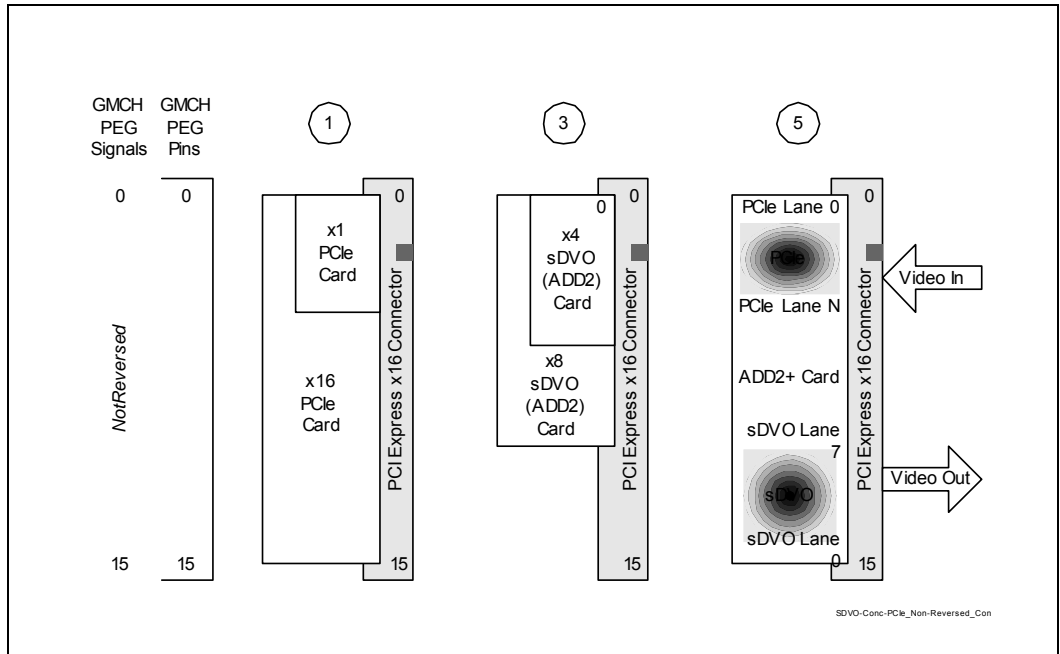 GMCH
PEG
Signals
GMCH
PEG
Pins
1
3
5
0
NotReversed
15
0
15
x1
PCIe
Card
x16
PCIe
Card
0
PCI Express x16 Connector
15
0
x4
sDVO
(ADD2)
Card
x8
sDVO
(ADD2)
Card
0
PCI Express x16 Connector
15
PCIe Lane 0
PCIe
PCIe Lane N
ADD2+ Card
sDVO Lane
7
sDVO
sDVO Lane
0
0
PCI Express x16 Connector
15
Video In
Video Out
SDVO-Conc-PCIe_Non-Reversed_Con